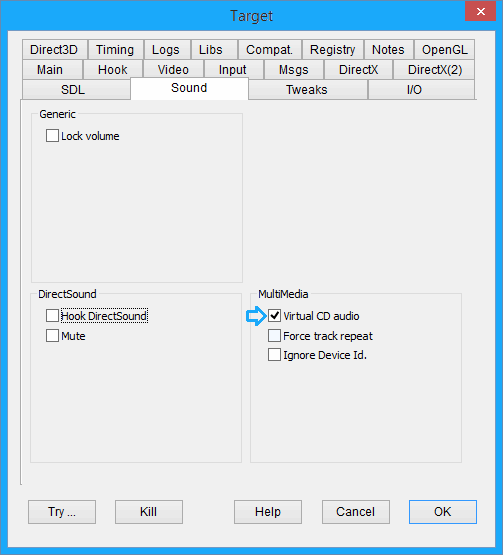 Target
Direct3D Timing Logs Libs Compat. Registry Notes OpenGL
Main Hook Video Input Msgs DirectX DirectX(2)
SDL Sound Tweaks I/O
Generic
Lock volume
DirectSound
Hook DirectSound
Mute
MultiMedia
Virtual CD audio
Force track repeat
Ignore Device Id.
Try ... Kill Help Cancel OK